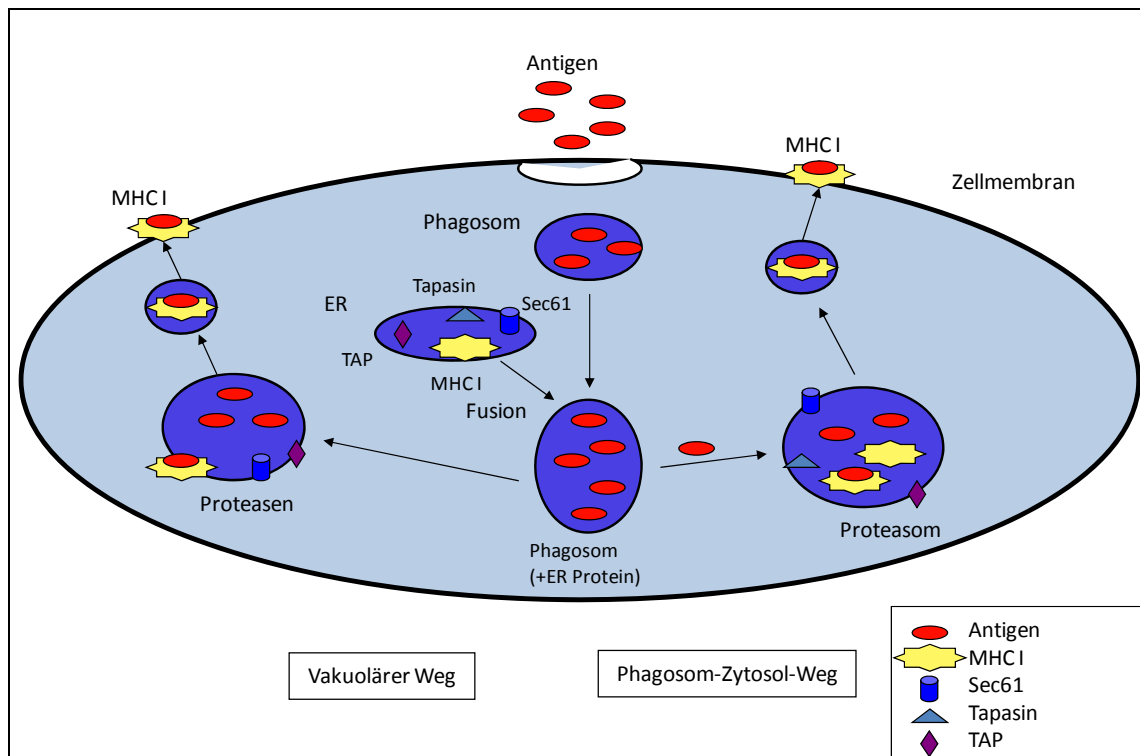 Antigen
MHC I
Zellmembran
MHC I
Phagosom
Tapasin
Sec61
ER
TAP
MHC I
Fusion
Proteasen
Proteasom
Phagosom
(+ER Protein)
Vakuolärer Weg
Phagosom-Zytosol-Weg
Antigen
MHC I
Sec61
Tapasin
TAP